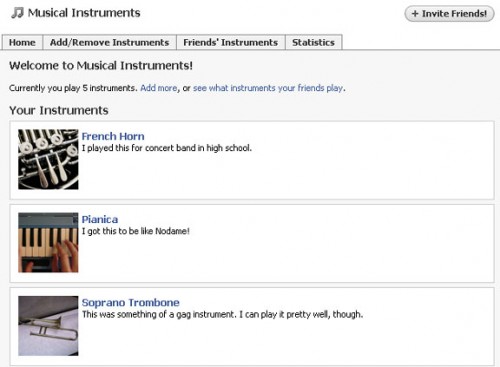 Musical Instruments
+ Invite Friends!
Home Add/Remove Instruments Friends' Instruments Statistics
Welcome to Musical Instruments!
Currently you play 5 instruments. Add more, or see what instruments your friends play.
Your Instruments
French Horn
I played this for concert band in high school.
Pianica
I got this to be like Nodame!
Soprano Trombone
This was something of a gag instrument. I can play it pretty well, though.